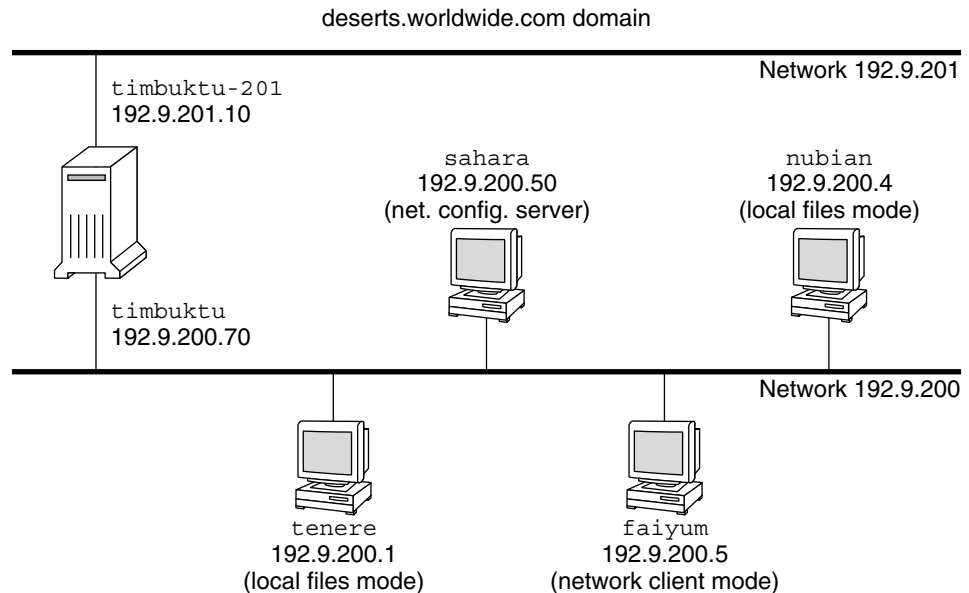 deserts.worldwide.com domain
Network 192.9.201
timbuktu-201
192.9.201.10
sahara
192.9.200.50
(net. config. server)
nubian
192.9.200.4
(local files mode)
timbuktu
192.9.200.70
Network 192.9.200
tenere
192.9.200.1
(local files mode)
faiyum
192.9.200.5
(network client mode)